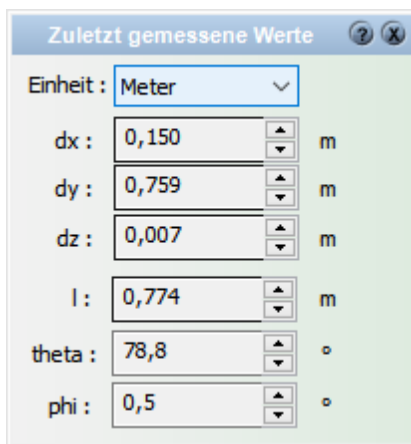 Zuletzt gemessene Werte
Einheit : Meter
dx : 0,150 m
dy : 0,759 m
dz : 0,007 m
l : 0,774 m
theta : 78,8 °
phi : 0,5 °